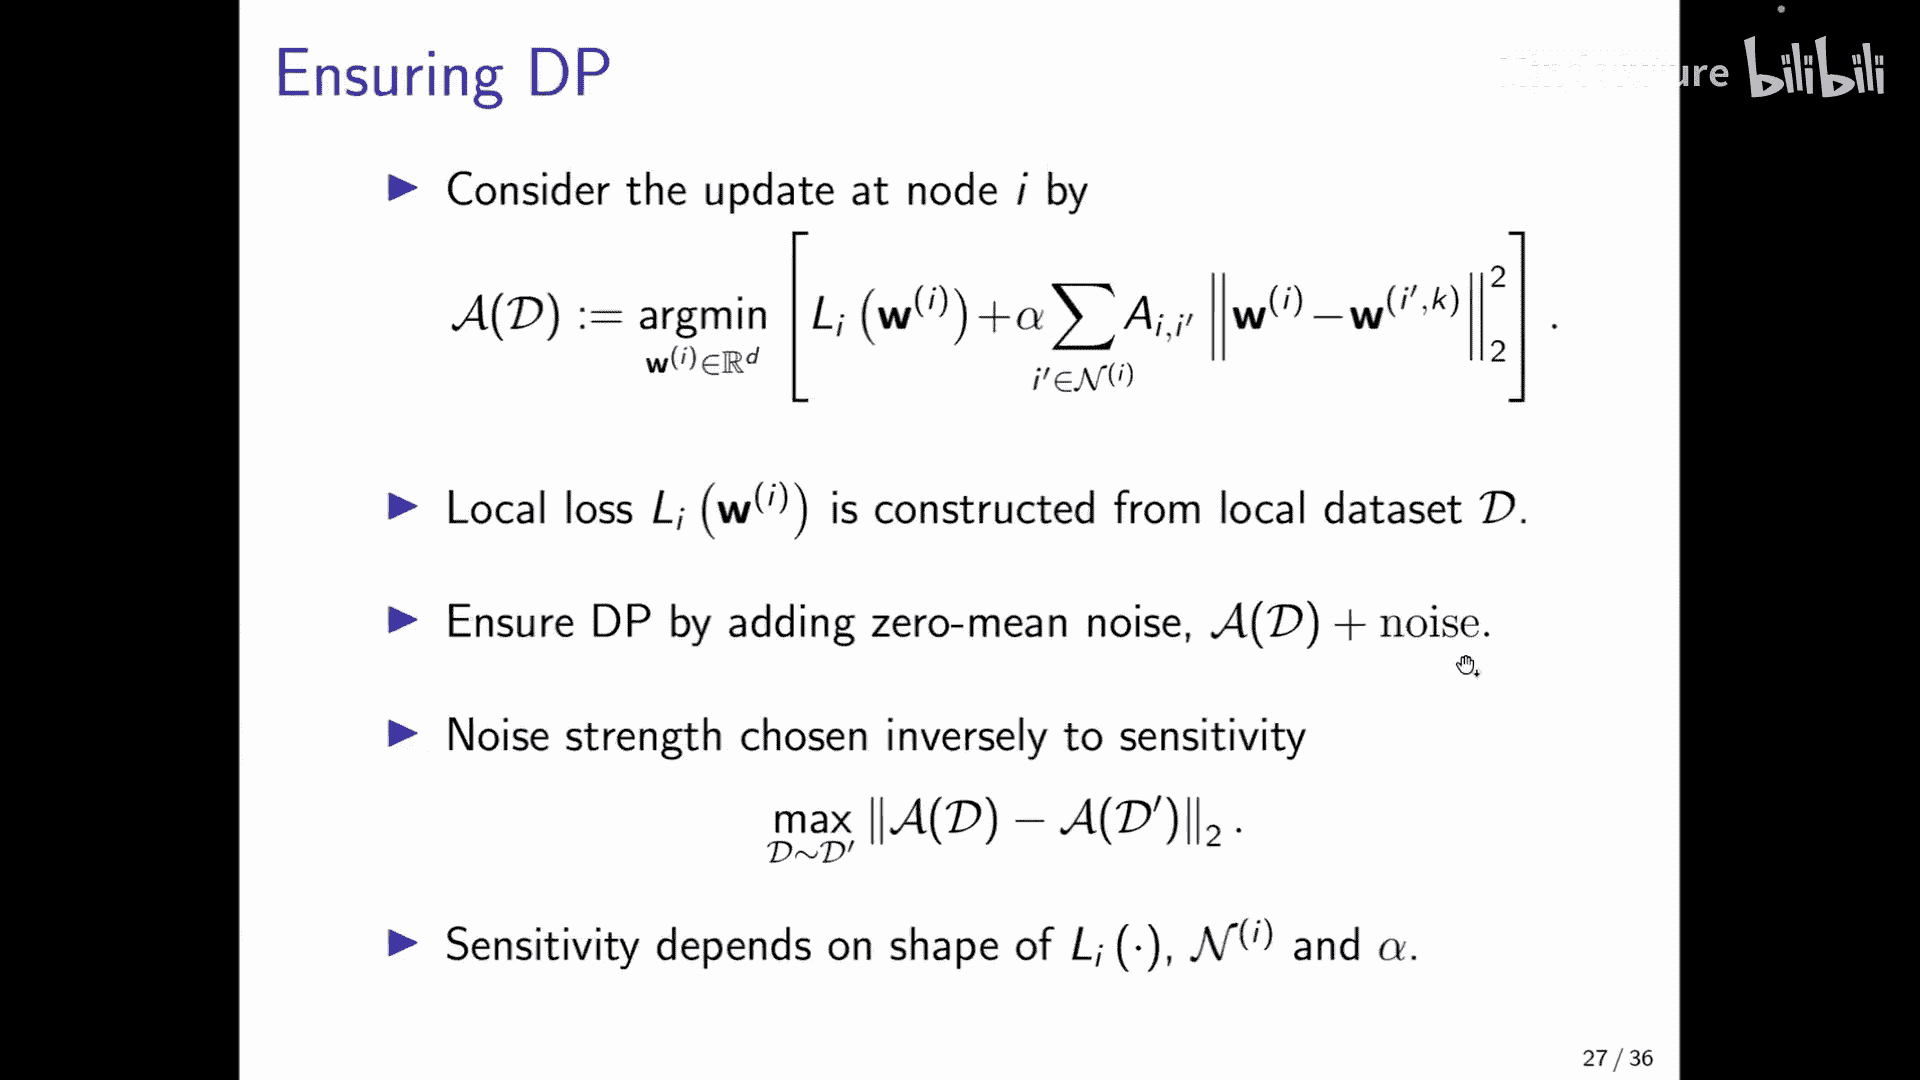 Ensuring DP
bilibili
▶ Consider the update at node i by
𝒜(𝒟) := argmin_{𝐰^{(i)}∈ℝ^d} [ L_i (𝐰^{(i)}) + α ∑_{i′∈𝒩^{(i)}} A_{i,i′} ‖𝐰^{(i)} − 𝐰^{(i′,k)}‖_2^2 ] .
▶ Local loss L_i (𝐰^{(i)}) is constructed from local dataset 𝒟.
▶ Ensure DP by adding zero-mean noise, 𝒜(𝒟) + noise.
▶ Noise strength chosen inversely to sensitivity
max_{𝒟∼𝒟′} ‖𝒜(𝒟) − 𝒜(𝒟′)‖_2 .
▶ Sensitivity depends on shape of L_i (·), 𝒩^{(i)} and α.
27 / 36